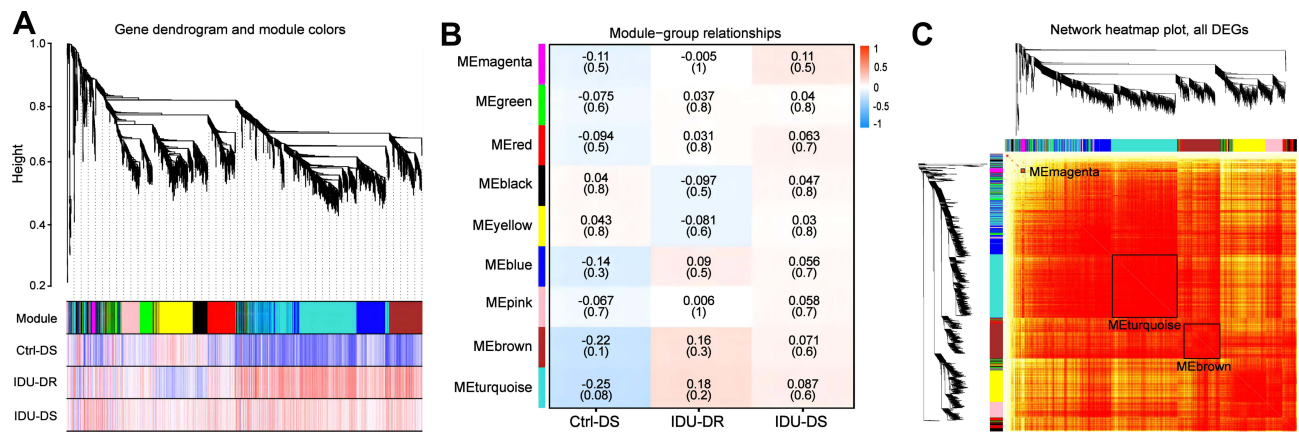 A
Gene dendrogram and module colors
Height
1.0
0.8
0.6
0.4
0.2
Module
Ctrl-DS
IDU-DR
IDU-DS
B
Module−group relationships
MEmagenta
-0.11
(0.5)
-0.005
(1)
0.11
(0.5)
MEgreen
-0.075
(0.6)
0.037
(0.8)
0.04
(0.8)
MEred
-0.094
(0.5)
0.031
(0.8)
0.063
(0.7)
MEblack
0.04
(0.8)
-0.097
(0.5)
0.047
(0.8)
MEyellow
0.043
(0.8)
-0.081
(0.6)
0.03
(0.8)
MEblue
-0.14
(0.3)
0.09
(0.5)
0.056
(0.7)
MEpink
-0.067
(0.7)
0.006
(1)
0.058
(0.7)
MEbrown
-0.22
(0.1)
0.16
(0.3)
0.071
(0.6)
MEturquoise
-0.25
(0.08)
0.18
(0.2)
0.087
(0.6)
Ctrl-DS
IDU-DR
IDU-DS
1
0.5
0
-0.5
-1
C
Network heatmap plot, all DEGs
MEmagenta
MEturquoise
MEbrown